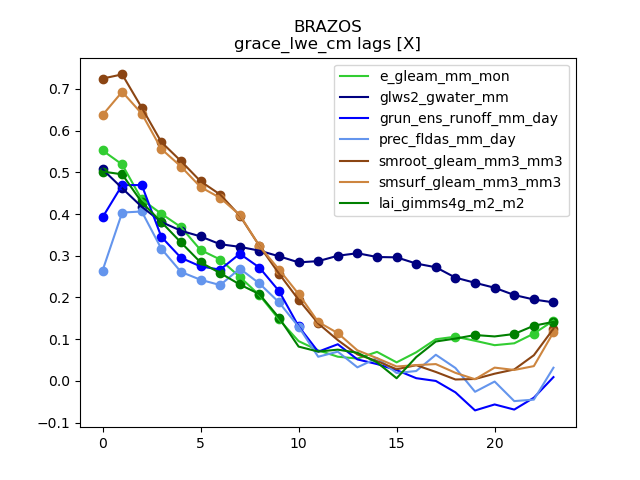 BRAZOS
grace_lwe_cm lags [X]
e_gleam_mm_mon
glws2_gwater_mm
grun_ens_runoff_mm_day
prec_fldas_mm_day
smroot_gleam_mm3_mm3
smsurf_gleam_mm3_mm3
lai_gimms4g_m2_m2
0.7
0.6
0.5
0.4
0.3
0.2
0.1
0.0
−0.1
0 5 10 15 20